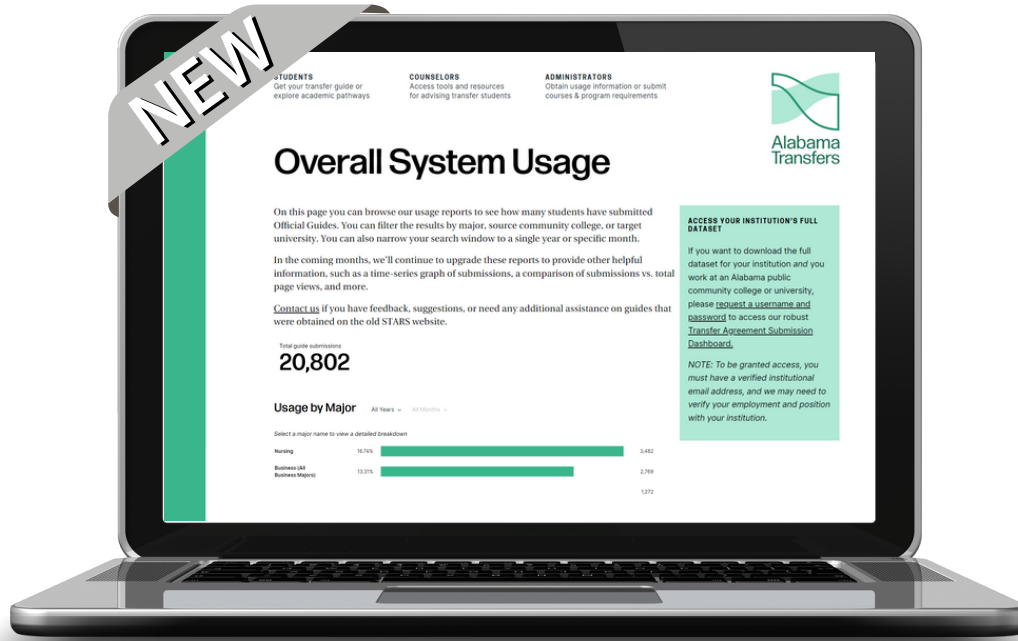 NEW
STUDENTS
Get your transfer guide or
explore academic pathways
COUNSELORS
Access tools and resources
for advising transfer students
ADMINISTRATORS
Obtain usage information or submit
courses & program requirements
Alabama
Transfers
Overall System Usage
On this page you can browse our usage reports to see how many students have submitted
Official Guides. You can filter the results by major, source community college, or target
university. You can also narrow your search window to a single year or specific month.
In the coming months, we'll continue to upgrade these reports to provide other helpful
information, such as a time-series graph of submissions, a comparison of submissions vs. total
page views, and more.
Contact us if you have feedback, suggestions, or need any additional assistance on guides that
were obtained on the old STARS website.
ACCESS YOUR INSTITUTION'S FULL
DATASET
If you want to download the full
dataset for your institution and you
work at an Alabama public
community college or university,
please request a username and
password to access our robust
Transfer Agreement Submission
Dashboard.
NOTE: To be granted access, you
must have a verified institutional
email address, and we may need to
verify your employment and position
with your institution.
Total guide submissions
20,802
Usage by Major All Years All Months
Select a major name to view a detailed breakdown
Nursing 16.74% 3,482
Business (All
Business Majors) 13.31% 2,769
1,272